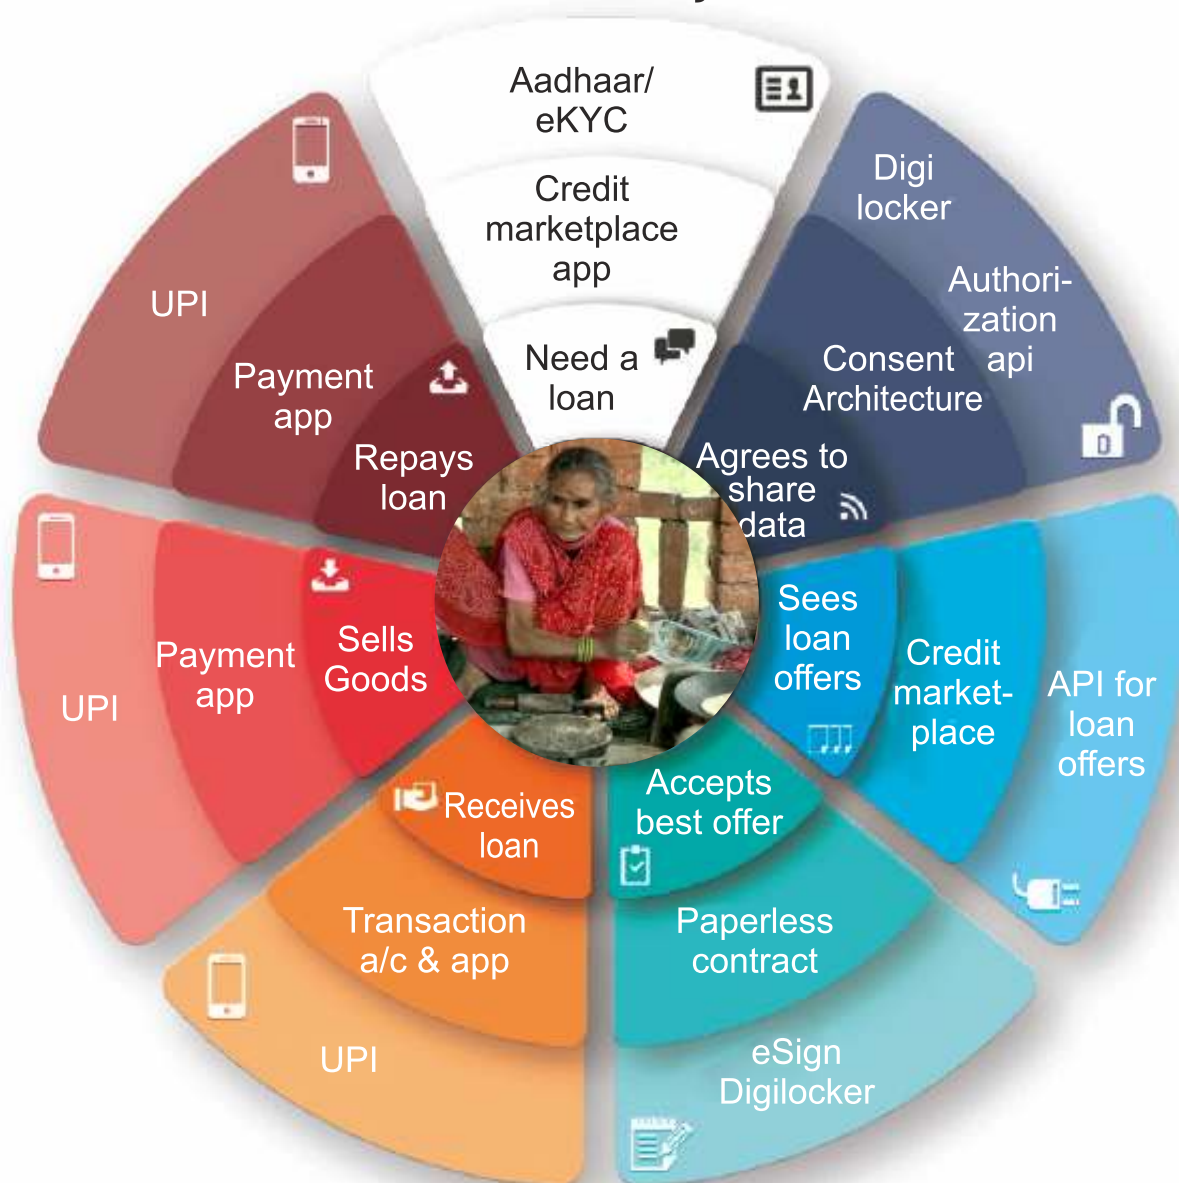 Aadhaar/
eKYC
Credit
marketplace
app
Need a
loan
Digi
locker
Authori-
zation
api
Consent
Architecture
Agrees to
share
data
Sees
loan
offers
Credit
market-
place
API for
loan
offers
Accepts
best offer
Paperless
contract
eSign
Digilocker
Receives
loan
Transaction
a/c & app
UPI
Sells
Goods
Payment
app
UPI
Repays
loan
Payment
app
UPI